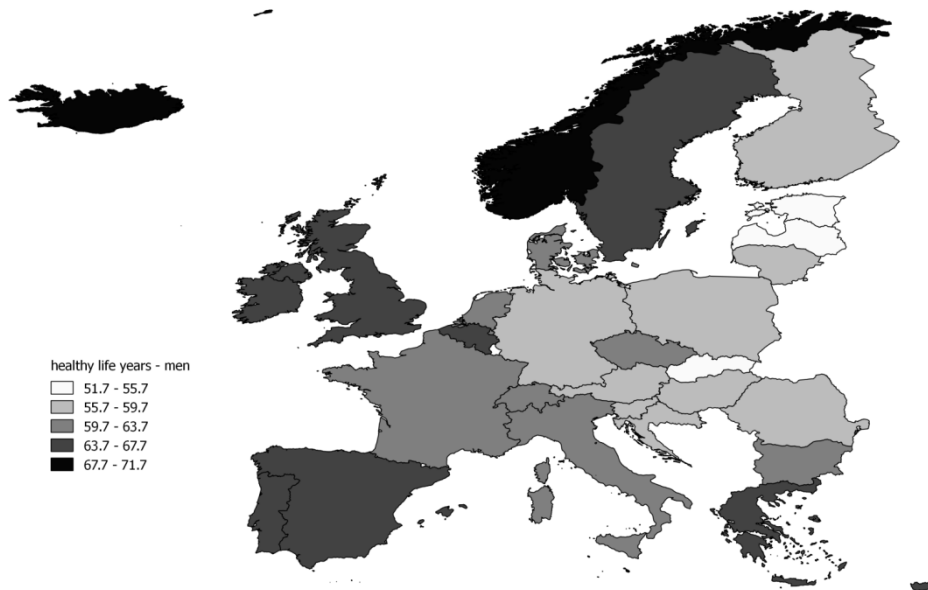 healthy life years - men
51.7 - 55.7
55.7 - 59.7
59.7 - 63.7
63.7 - 67.7
67.7 - 71.7